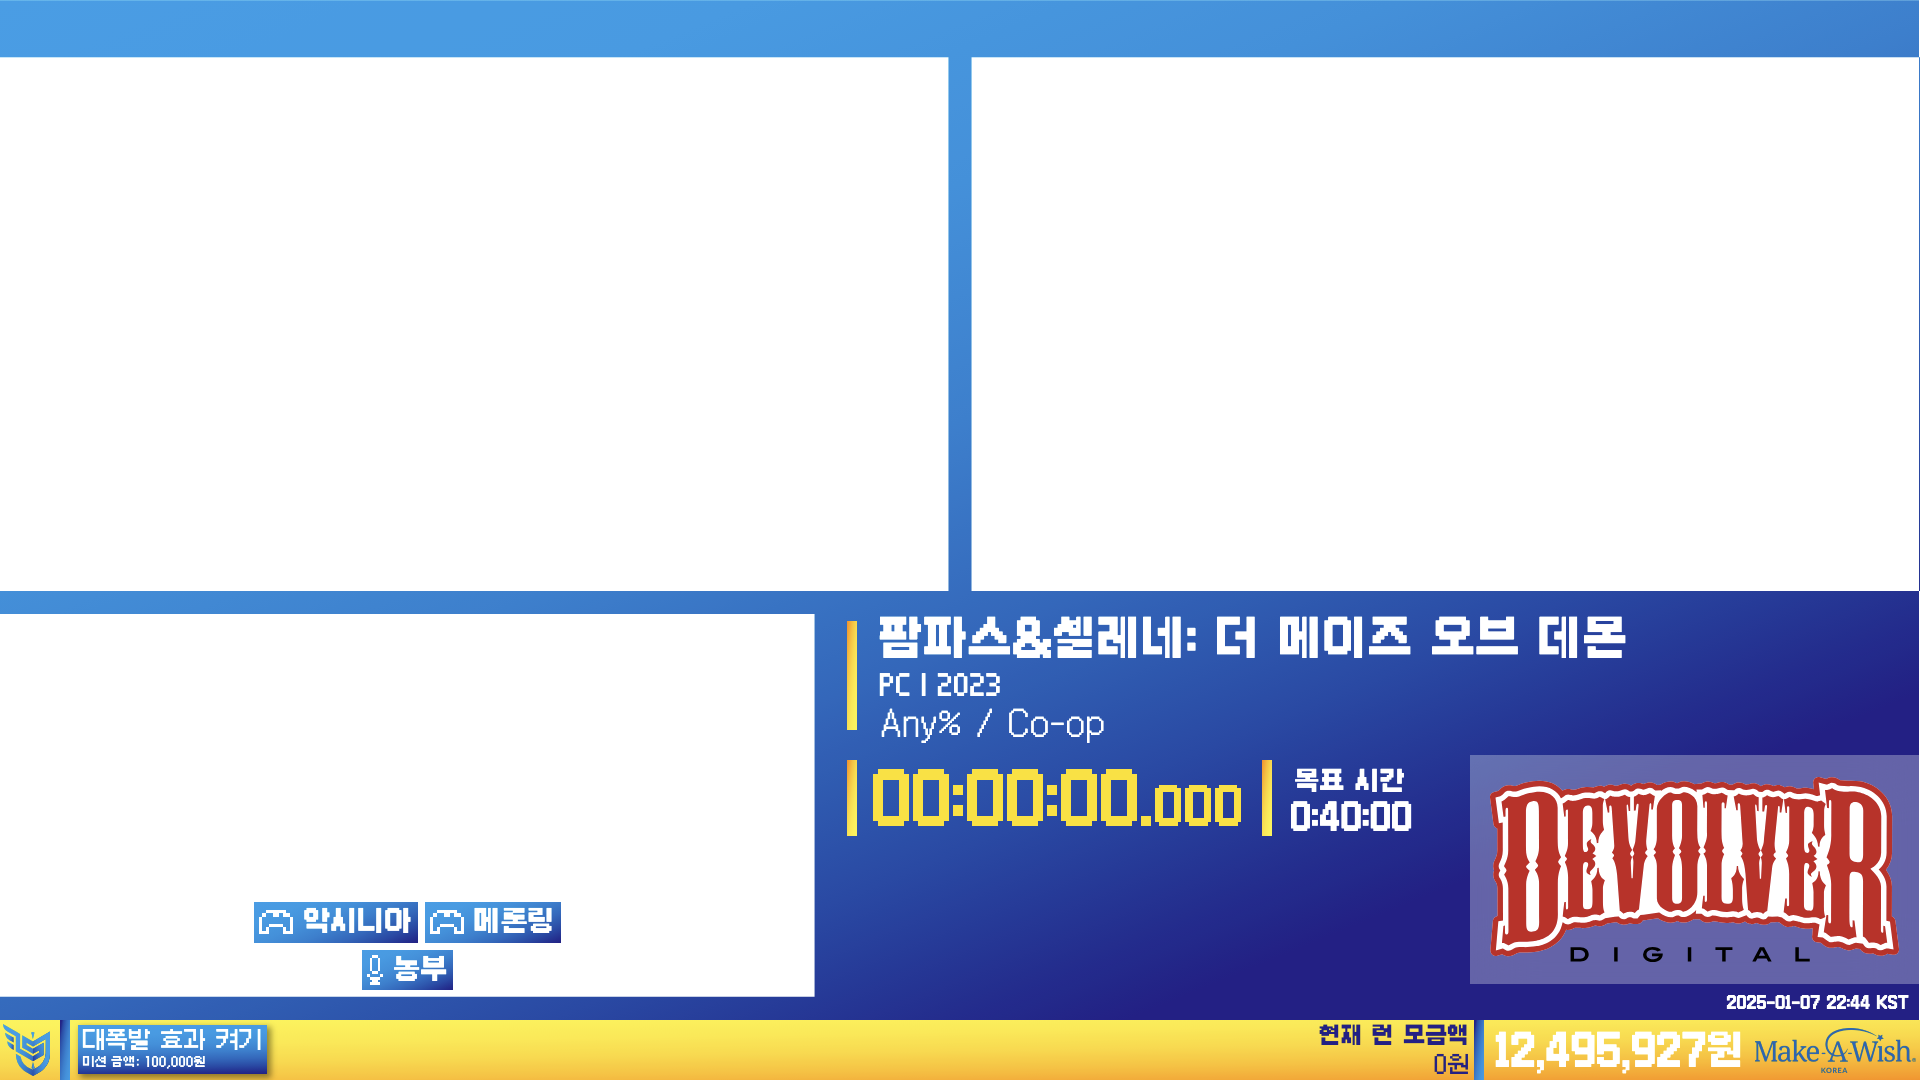 팜파스&셀레네: 더 메이즈 오브 데몬
PC | 2023
Any% / Co-op
00:00:00.000
목표 시간
0:40:00
DEVOLVER
DIGITAL
악시니아
메론링
농부
2025-01-07 22:44 KST
대폭발 효과 켜기
미션 금액: 100,000원
현재 런 모금액
0원
12,495,927원
Make-A-Wish.
KOREA